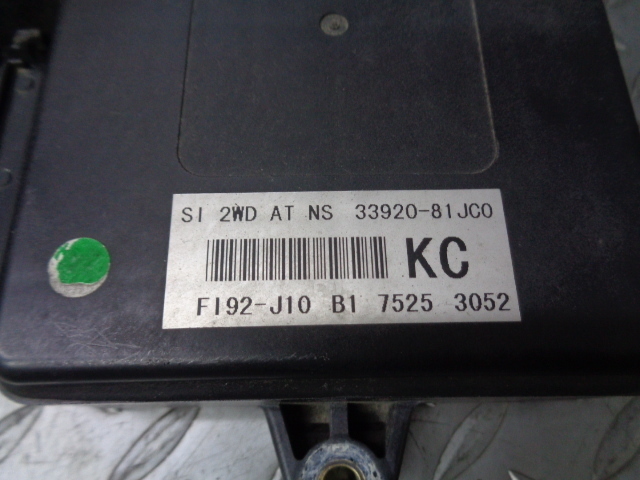 SI 2WD AT NS 33920-81JC0
KC
FI92-J10 B1 7525 3052